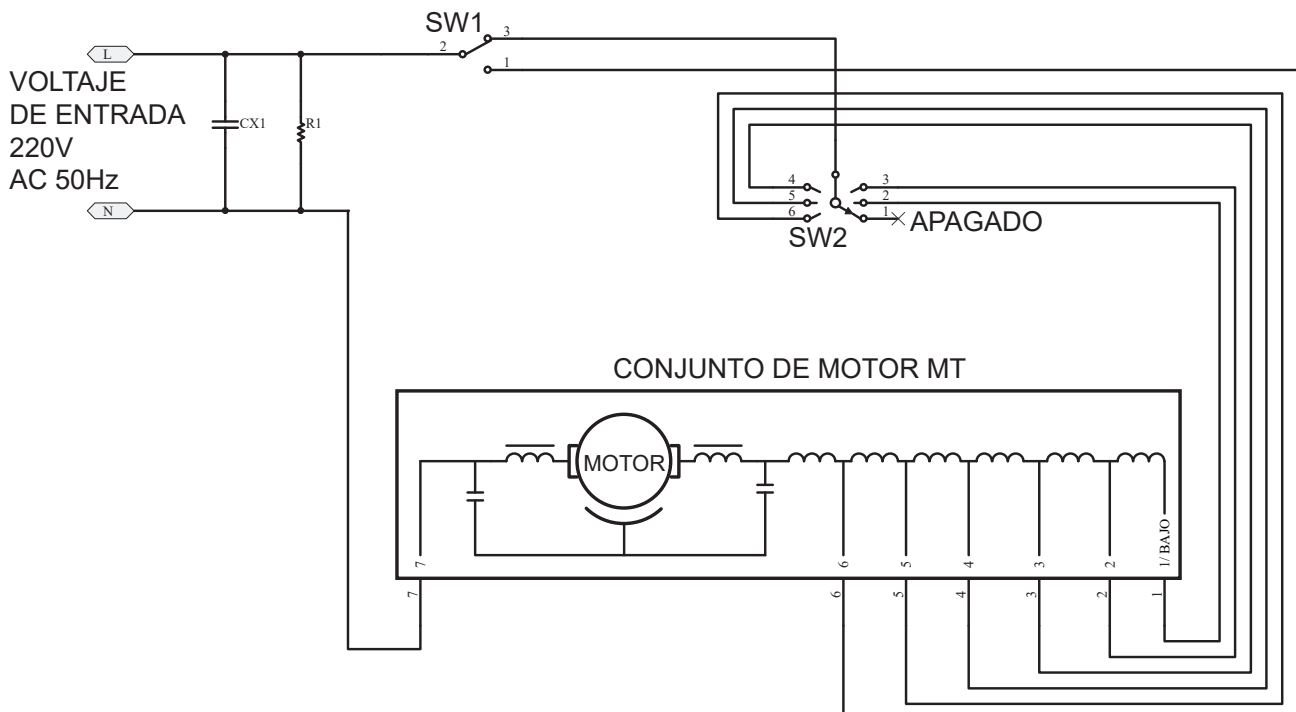 SW1
3
2
1
L
VOLTAJE
DE ENTRADA
220V
AC 50Hz
CX1
R1
N
4
5
6
3
2
1
APAGADO
SW2
CONJUNTO DE MOTOR MT
MOTOR
7
6
5
4
3
2
1/ BAJO
7
6
5
4
3
2
1